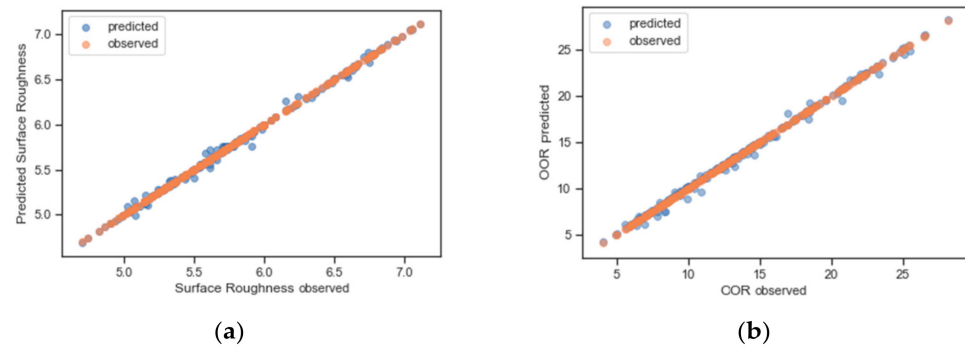 predicted
observed
7.0
6.5
6.0
5.5
5.0
Predicted Surface Roughness
5.0 5.5 6.0 6.5 7.0
Surface Roughness observed
(a)
predicted
observed
25
20
15
10
5
OOR predicted
5 10 15 20 25
COR observed
(b)